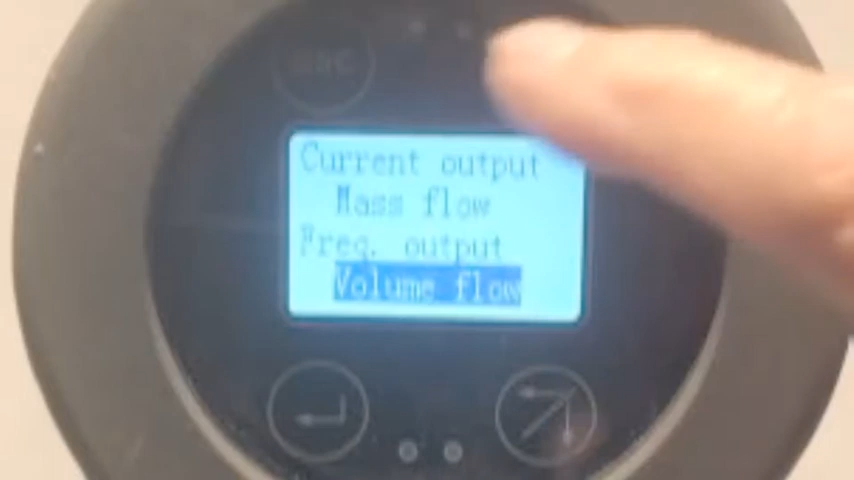 Current output
Mass flow
Freq. output
Volume flow